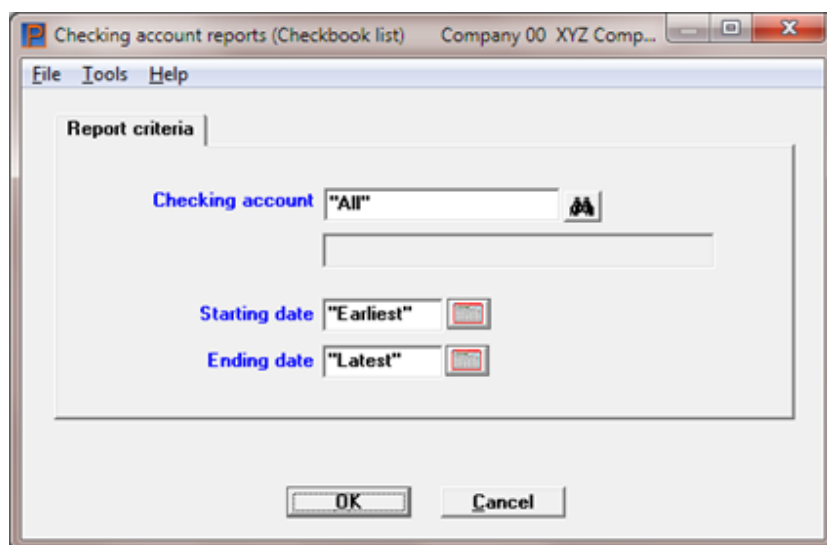 Checking account reports (Checkbook list) Company 00 XYZ Comp...
File Tools Help
Report criteria
Checking account "All"
Starting date "Earliest"
Ending date "Latest"
OK Cancel